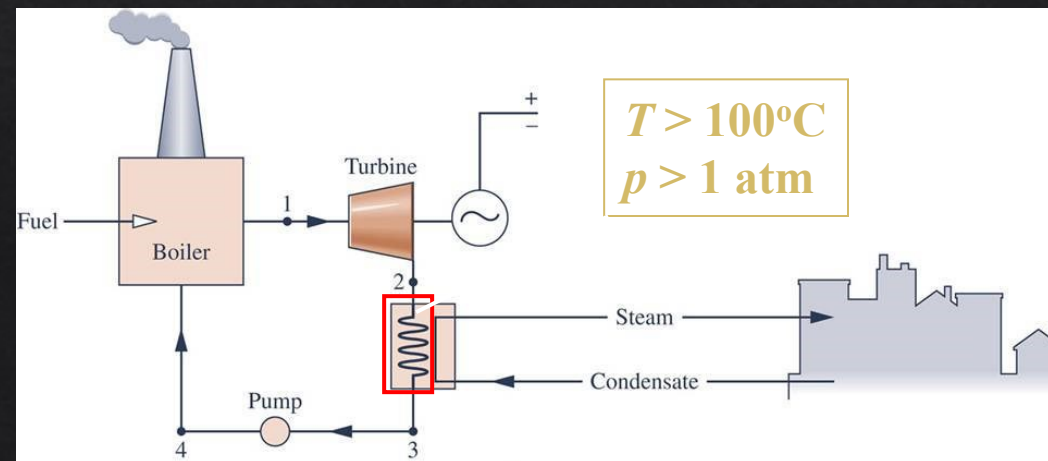 T > 100°C
p > 1 atm
+
−
Turbine
1
Fuel
Boiler
2
Steam
Condensate
Pump
4
3